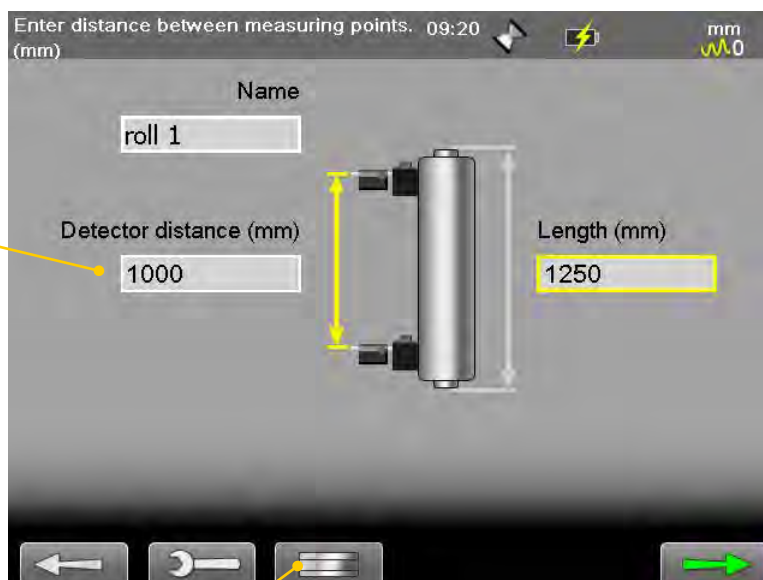 Enter distance between measuring points. 09:20
(mm)
mm
0
Name
roll 1
Detector distance (mm)
1000
Length (mm)
1250